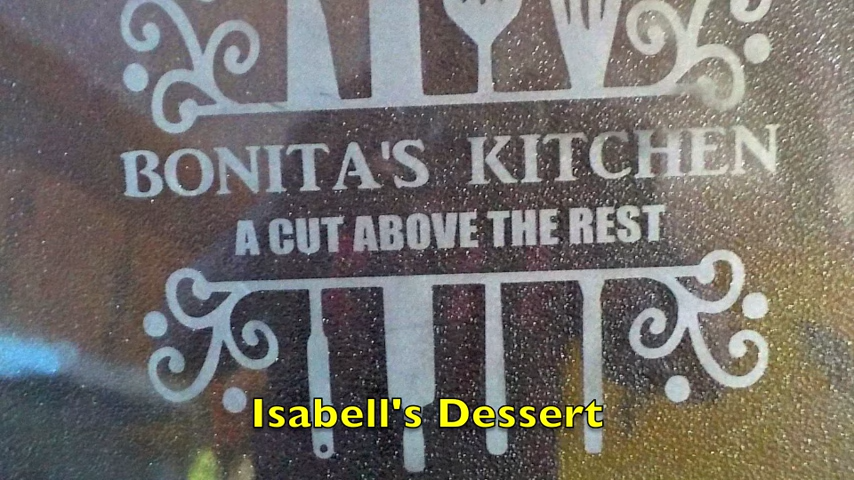 BONITA'S KITCHEN
A CUT ABOVE THE REST
Isabell's Dessert